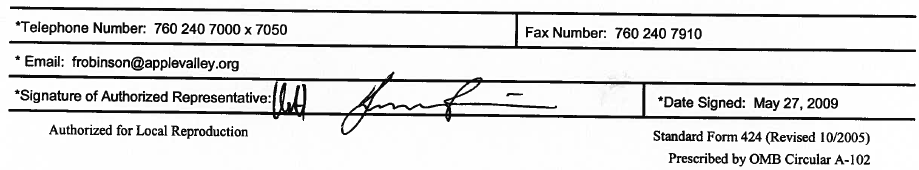 *Telephone Number: 760 240 7000 x 7050
Fax Number: 760 240 7910
* Email: frobinson@applevalley.org
*Signature of Authorized Representative:
*Date Signed: May 27, 2009
Authorized for Local Reproduction
Standard Form 424 (Revised 10/2005)
Prescribed by OMB Circular A-102